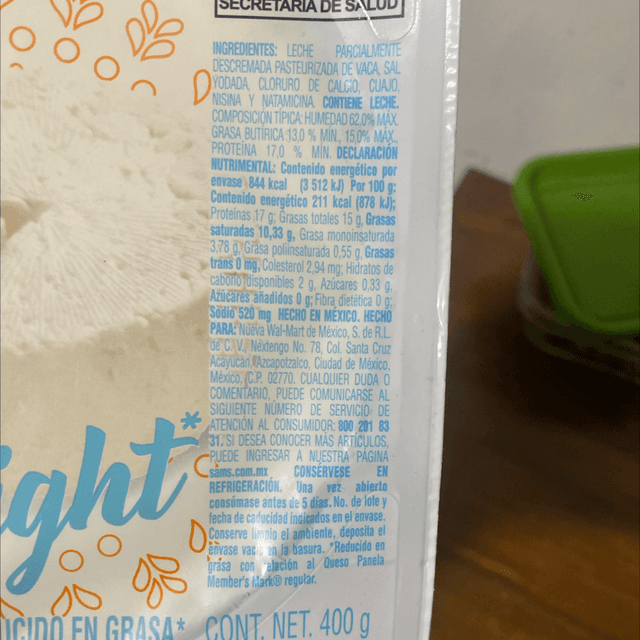 SECRETARÍA DE SALUD
INGREDIENTES: LECHE PARCIALMENTE
DESCREMADA PASTEURIZADA DE VACA, SAL
YODADA, CLORURO DE CALCIO, CUAJO,
NISINA Y NATAMICINA. CONTIENE LECHE.
COMPOSICIÓN TÍPICA: HUMEDAD 62.0% MÁX.
GRASA BUTÍRICA 13.0 % MIN. 15.0% MÁX.
PROTEÍNA 17.0 % MIN. DECLARACIÓN
NUTRIMENTAL: Contenido energético por
envase 844 kcal (3 512 kJ) Por 100 g:
Contenido energético 211 kcal (878 kJ);
Proteínas 17 g; Grasas totales 15 g, Grasas
saturadas 10,33 g, Grasa monoinsaturada
3.78 g, Grasa poliinsaturada 0,55 g, Grasas
trans 0 mg, Colesterol 2,94 mg; Hidratos de
carbono disponibles 2 g, Azúcares 0,33 g,
Azúcares añadidos 0 g; Fibra dietética 0 g;
Sodio 520 mg HECHO EN MÉXICO. HECHO
PARA: Nueva Wal-Mart de México, S. de R.L.
de C.V. Nextengo No. 78, Col. Santa Cruz
Acayucan, Azcapotzalco, Ciudad de México,
México, C.P. 02770. CUALQUIER DUDA O
COMENTARIO, PUEDE COMUNICARSE AL
SIGUIENTE NÚMERO DE SERVICIO DE
ATENCIÓN AL CONSUMIDOR: 800 201 83
31. SI DESEA CONOCER MÁS ARTÍCULOS,
PUEDE INGRESAR A NUESTRA PÁGINA
sams.com.mx CONSÉRVESE EN
REFRIGERACIÓN. Una vez abierto
consúmase antes de 5 días. No. de lote y
fecha de caducidad indicados en el envase.
Conserve limpio el ambiente, deposita el
envase vacío en la basura. *Reducido en
grasa con relación al Queso Panela
Member's Mark® regular.
ight*
UCIDO EN GRASA* CONT. NET. 400 g